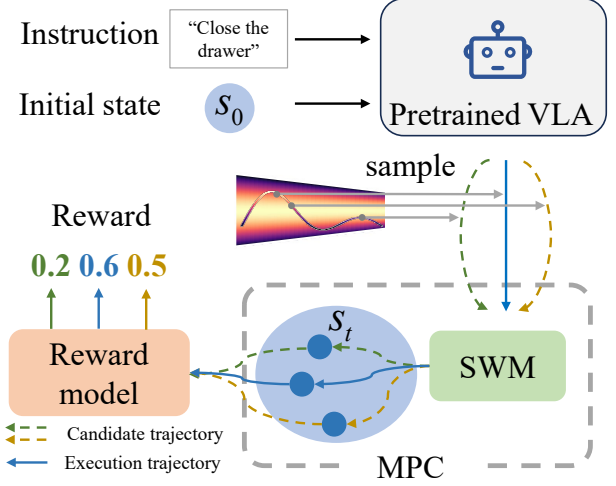 Instruction
“Close the
drawer”
Initial state
S0
Pretrained VLA
sample
Reward
0.2 0.6 0.5
St
Reward
model
SWM
Candidate trajectory
Execution trajectory
MPC